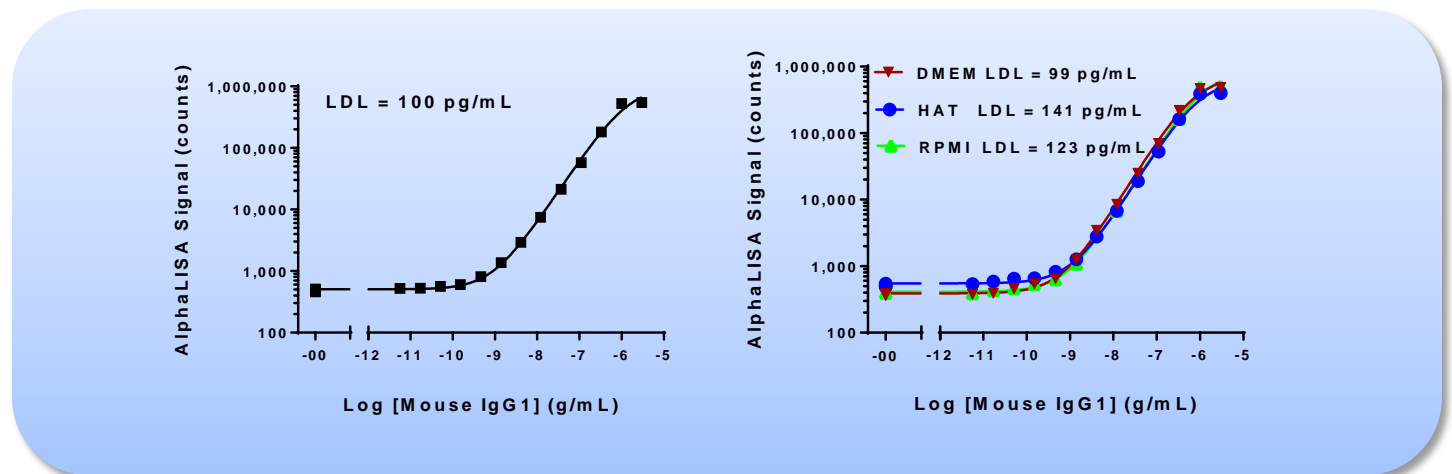 AlphaLISA Signal (counts)
1,000,000
100,000
10,000
1,000
100
LDL = 100 pg/mL
-00 -12 -11 -10 -9 -8 -7 -6 -5
Log [Mouse IgG1] (g/mL)
AlphaLISA Signal (counts)
1,000,000
100,000
10,000
1,000
100
DMEM LDL = 99 pg/mL
HAT LDL = 141 pg/mL
RPMI LDL = 123 pg/mL
-00 -12 -11 -10 -9 -8 -7 -6 -5
Log [Mouse IgG1] (g/mL)